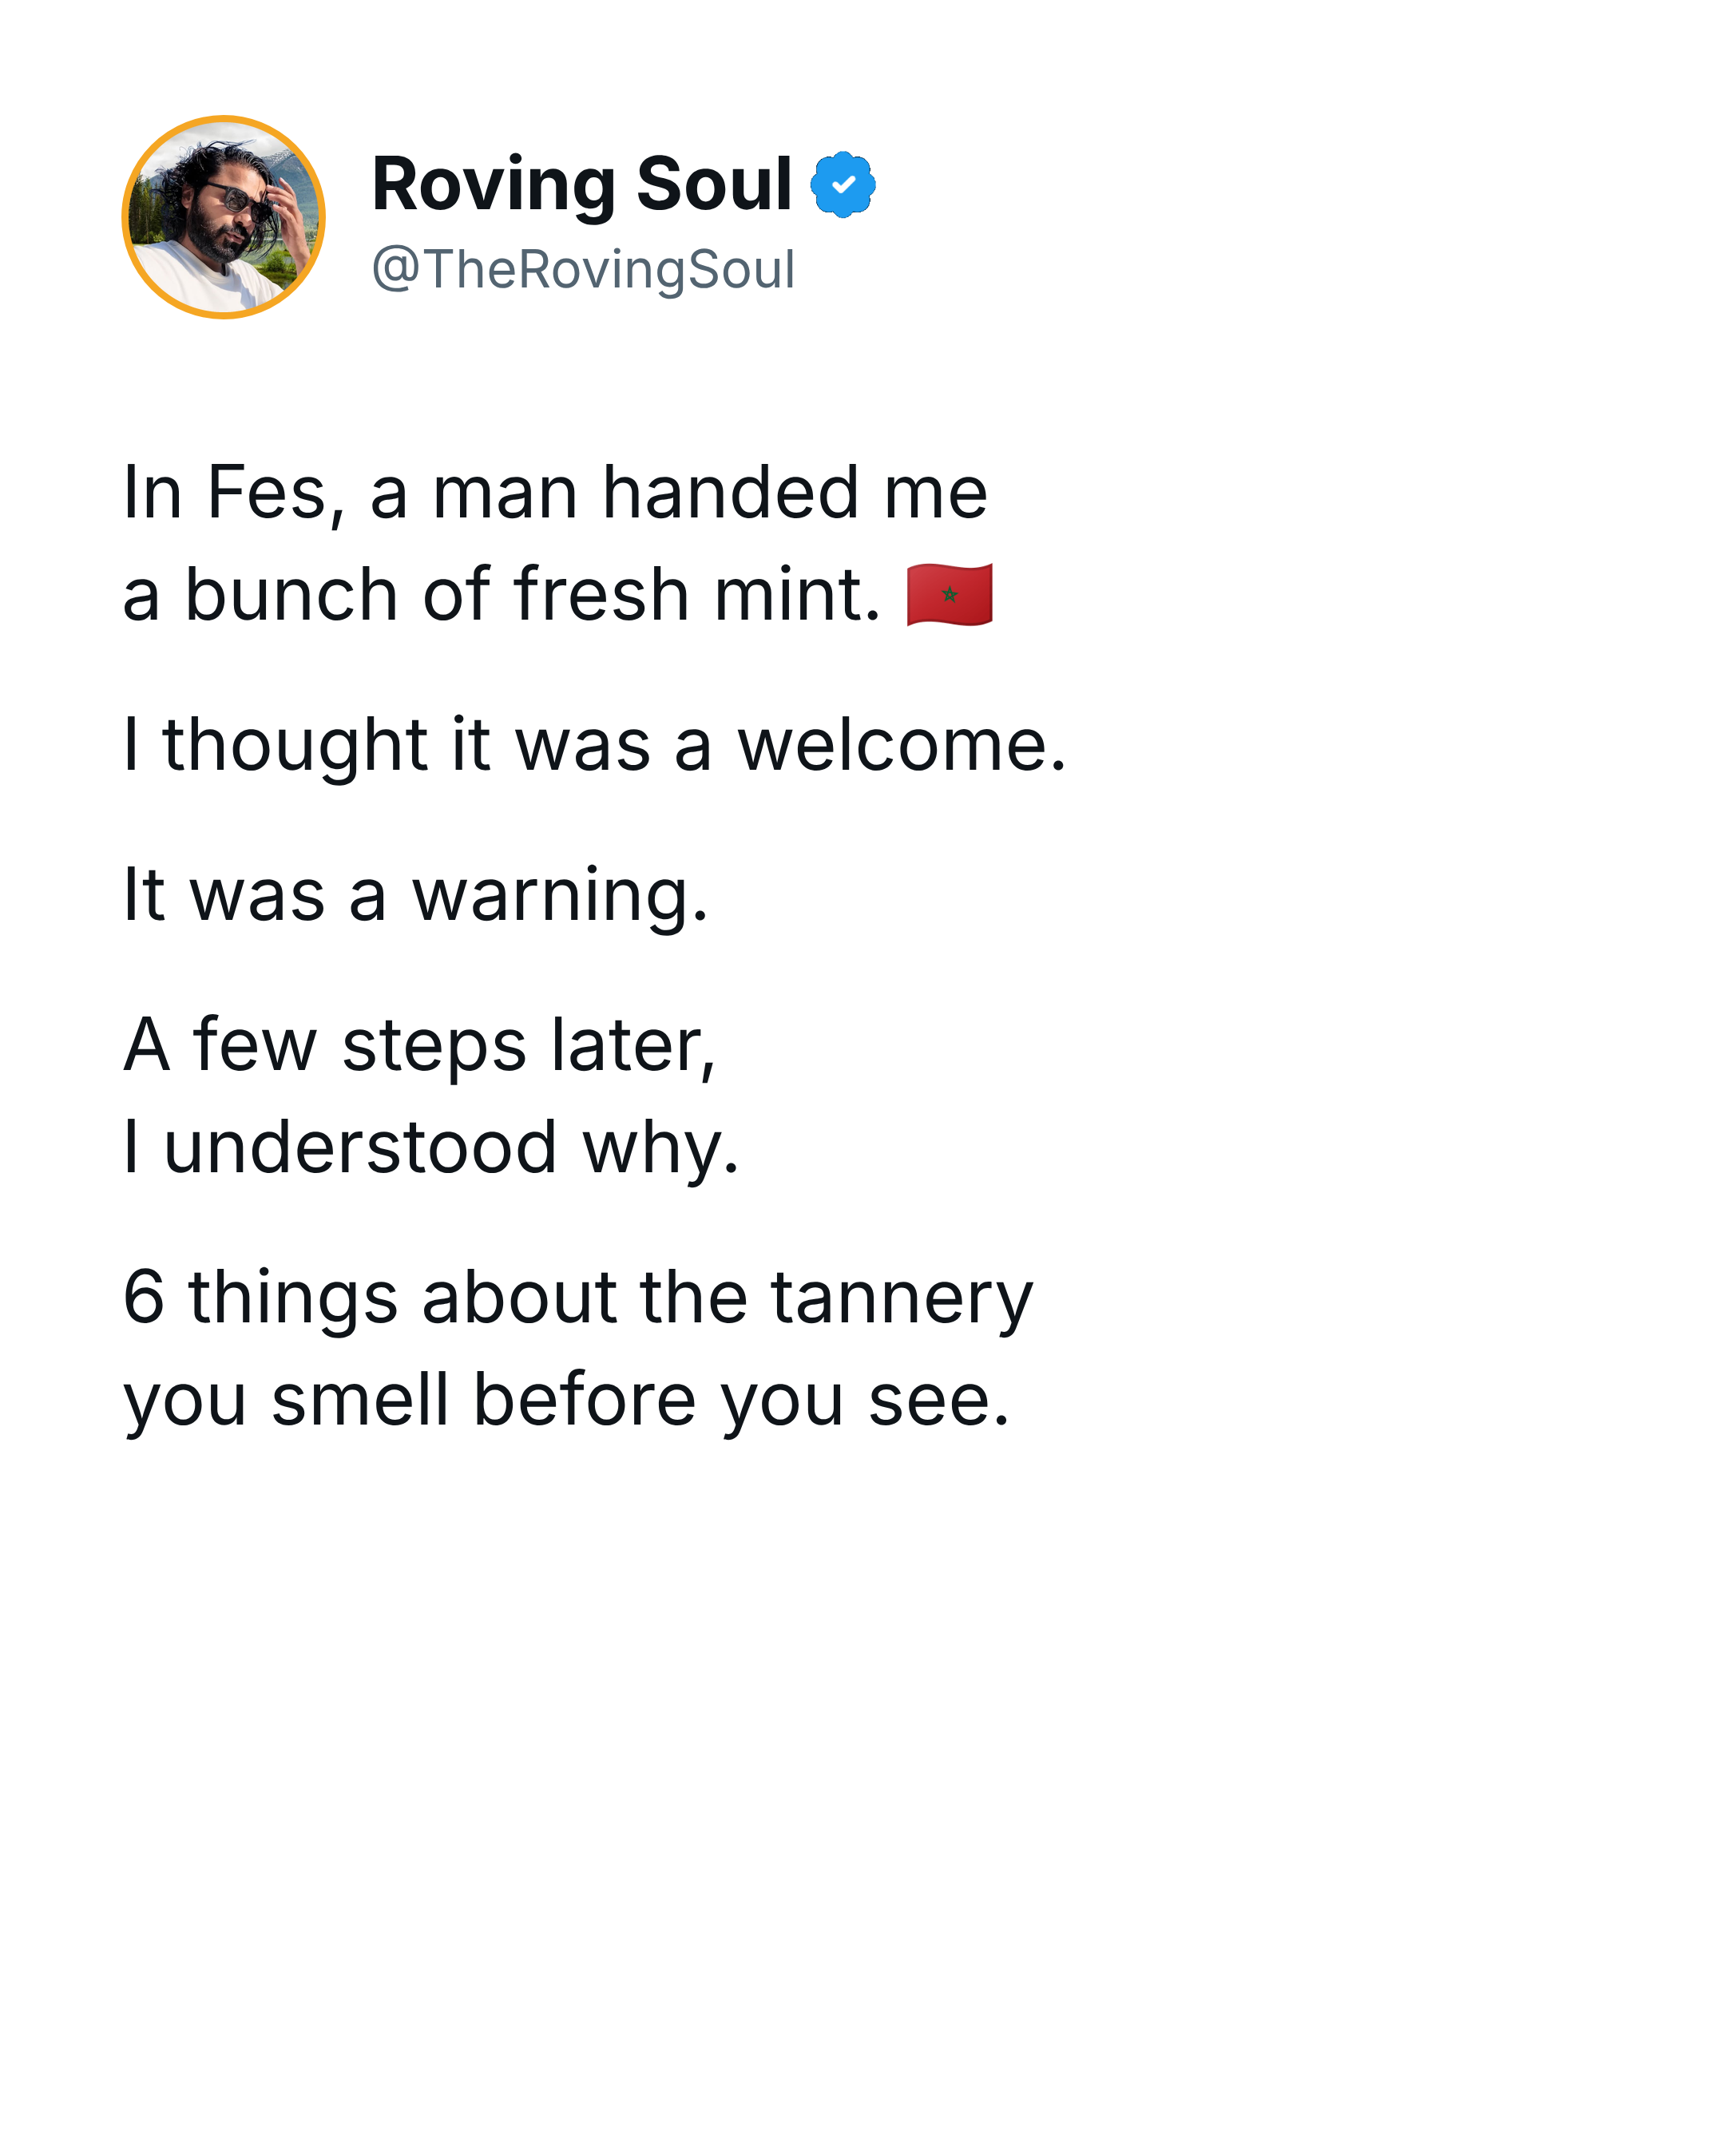 Roving Soul
@TheRovingSoul
In Fes, a man handed me
a bunch of fresh mint. 🇲🇦
I thought it was a welcome.
It was a warning.
A few steps later,
I understood why.
6 things about the tannery
you smell before you see.